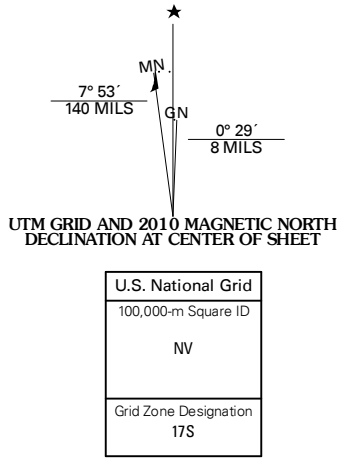 ★
MN
7° 53´
140 MILS
GN
0° 29´
8 MILS
UTM GRID AND 2010 MAGNETIC NORTH
DECLINATION AT CENTER OF SHEET
U.S. National Grid
100,000-m Square ID
NV
Grid Zone Designation
17S